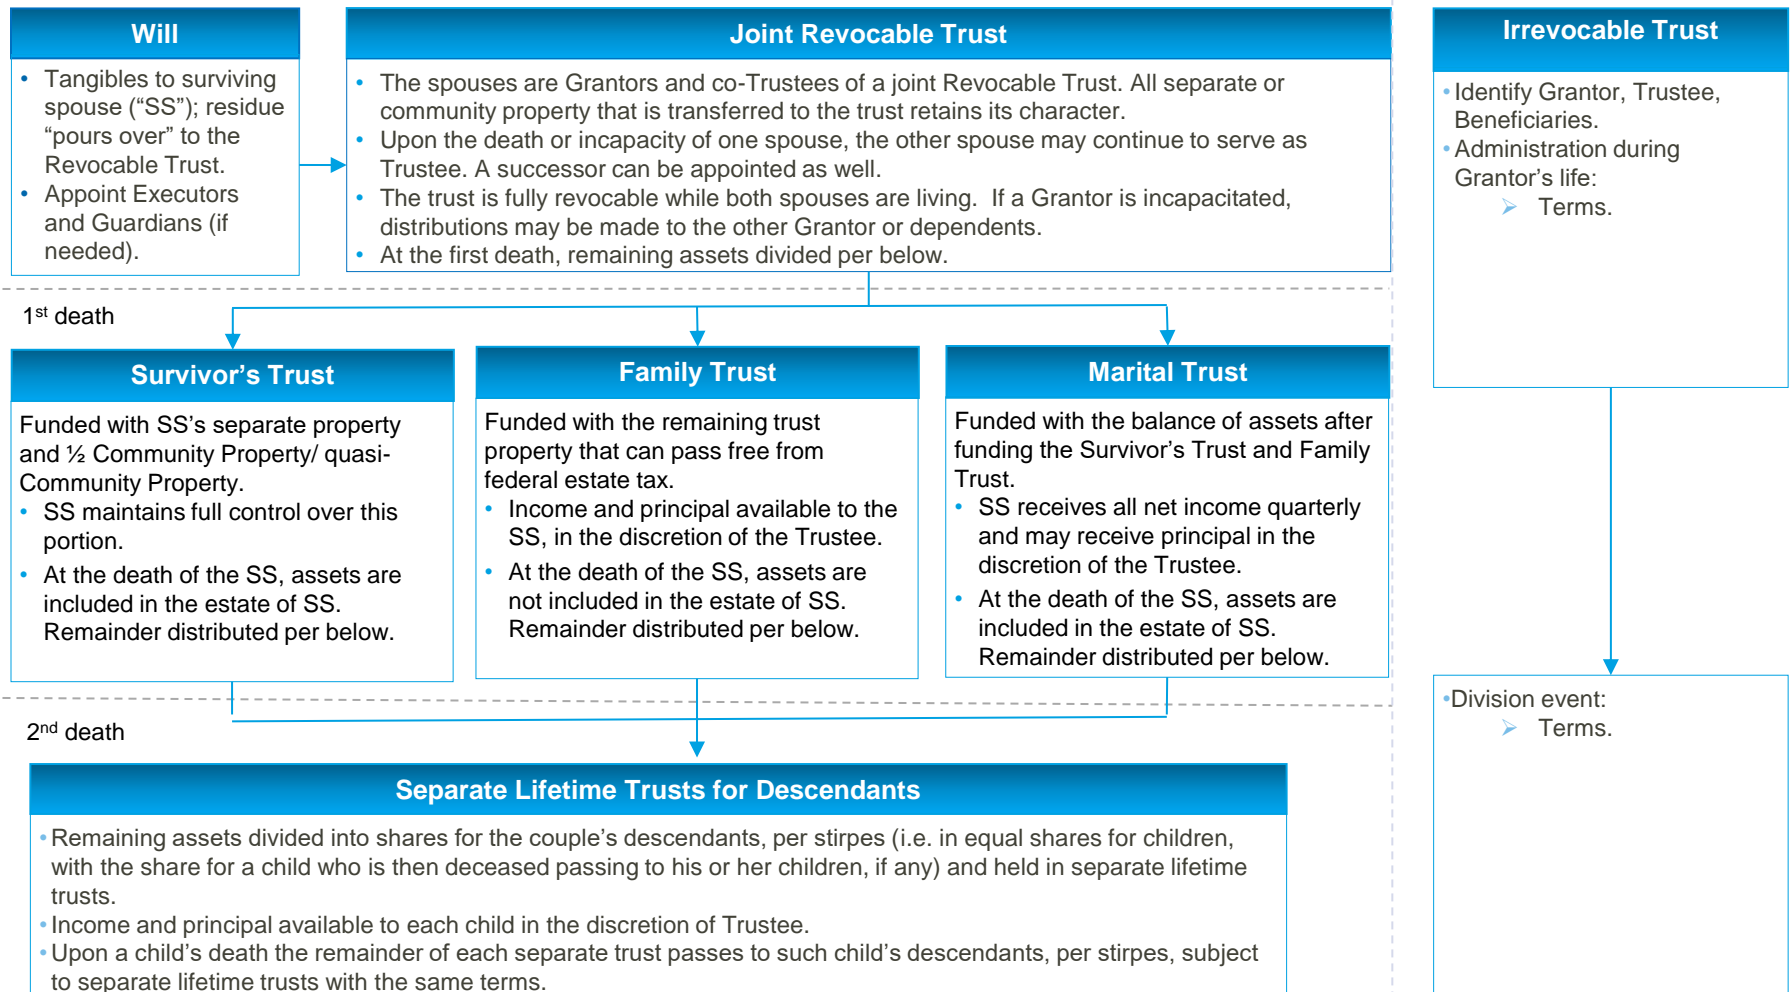 Will
• Tangibles to surviving
spouse (“SS”); residue
“pours over” to the
Revocable Trust.
• Appoint Executors
and Guardians (if
needed).
Joint Revocable Trust
• The spouses are Grantors and co-Trustees of a joint Revocable Trust. All separate or
community property that is transferred to the trust retains its character.
• Upon the death or incapacity of one spouse, the other spouse may continue to serve as
Trustee. A successor can be appointed as well.
• The trust is fully revocable while both spouses are living.  If a Grantor is incapacitated,
distributions may be made to the other Grantor or dependents.
• At the first death, remaining assets divided per below.
Irrevocable Trust
• Identify Grantor, Trustee,
Beneficiaries.
• Administration during
Grantor’s life:
➢ Terms.
1st death
Survivor’s Trust
Funded with SS’s separate property
and ½ Community Property/ quasi-
Community Property.
• SS maintains full control over this
portion.
• At the death of the SS, assets are
included in the estate of SS.
Remainder distributed per below.
Family Trust
Funded with the remaining trust
property that can pass free from
federal estate tax.
• Income and principal available to the
SS, in the discretion of the Trustee.
• At the death of the SS, assets are
not included in the estate of SS.
Remainder distributed per below.
Marital Trust
Funded with the balance of assets after
funding the Survivor’s Trust and Family
Trust.
• SS receives all net income quarterly
and may receive principal in the
discretion of the Trustee.
• At the death of the SS, assets are
included in the estate of SS.
Remainder distributed per below.
•Division event:
➢ Terms.
2nd death
Separate Lifetime Trusts for Descendants
• Remaining assets divided into shares for the couple’s descendants, per stirpes (i.e. in equal shares for children,
with the share for a child who is then deceased passing to his or her children, if any) and held in separate lifetime
trusts.
• Income and principal available to each child in the discretion of Trustee.
• Upon a child’s death the remainder of each separate trust passes to such child’s descendants, per stirpes, subject
to separate lifetime trusts with the same terms.